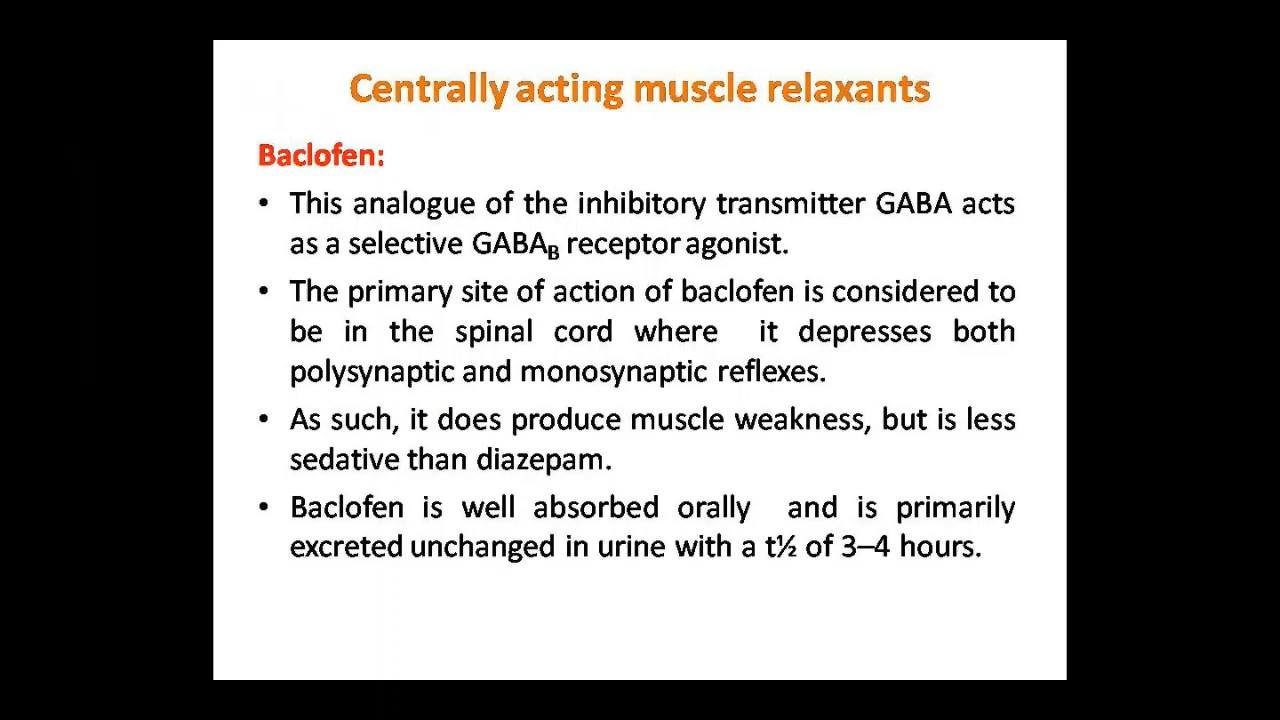 Centrally acting muscle relaxants
Baclofen:
• This analogue of the inhibitory transmitter GABA acts
as a selective GABAB receptor agonist.
• The primary site of action of baclofen is considered to
be in the spinal cord where it depresses both
polysynaptic and monosynaptic reflexes.
• As such, it does produce muscle weakness, but is less
sedative than diazepam.
• Baclofen is well absorbed orally and is primarily
excreted unchanged in urine with a t½ of 3–4 hours.